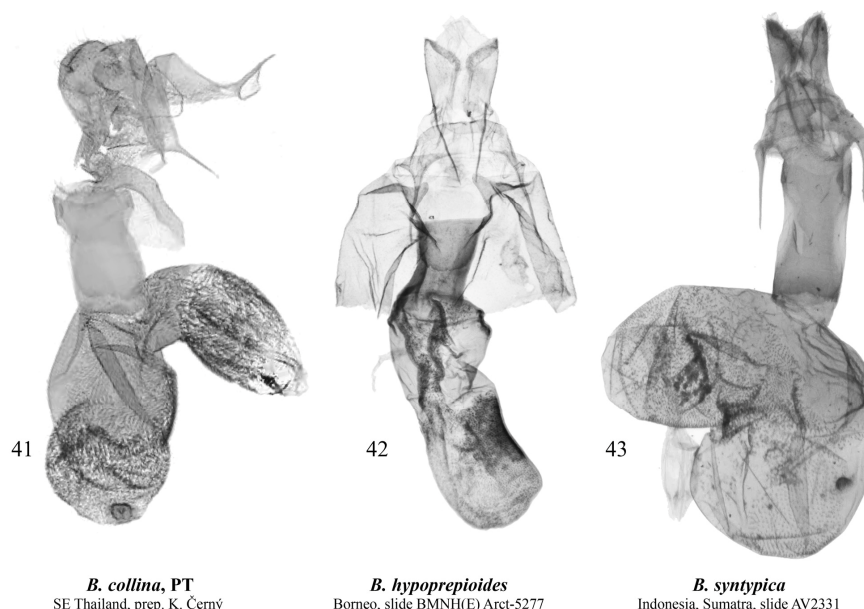 41
42
43
B. collina, PT
SE Thailand, prep. K. Černý
B. hypoprepioides
Borneo, slide BMNH(E) Arct-5277
B. syntypica
Indonesia, Sumatra, slide AV2331